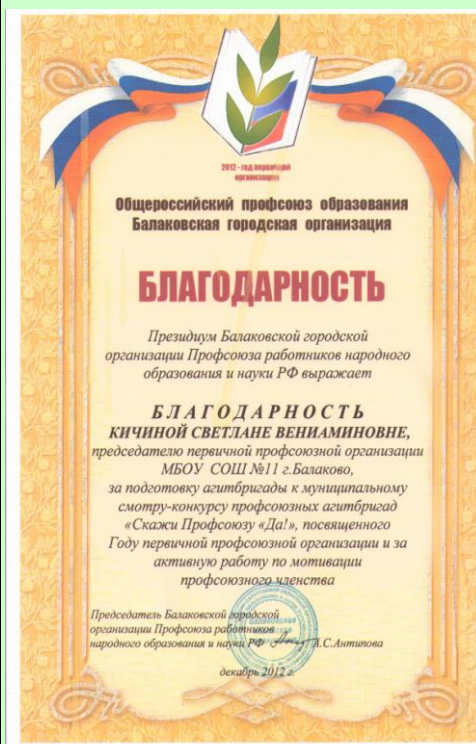 2012 - год первичной
организации
Общероссийский профсоюз образования
Балаковская городская организация
БЛАГОДАРНОСТЬ
Президиум Балаковской городской
организации Профсоюза работников народного
образования и науки РФ выражает
БЛАГОДАРНОСТЬ
КИЧИНОЙ СВЕТЛАНЕ ВЕНИАМИНОВНЕ,
председателю первичной профсоюзной организации
МБОУ СОШ №11 г.Балаково,
за подготовку агитбригады к муниципальному
смотру-конкурсу профсоюзных агитбригад
«Скажи Профсоюзу «Да!», посвященного
Году первичной профсоюзной организации и за
активную работу по мотивации
профсоюзного членства
Председатель Балаковской городской
организации Профсоюза работников
народного образования и науки РФ А.С.Антипова
декабрь 2012 г.